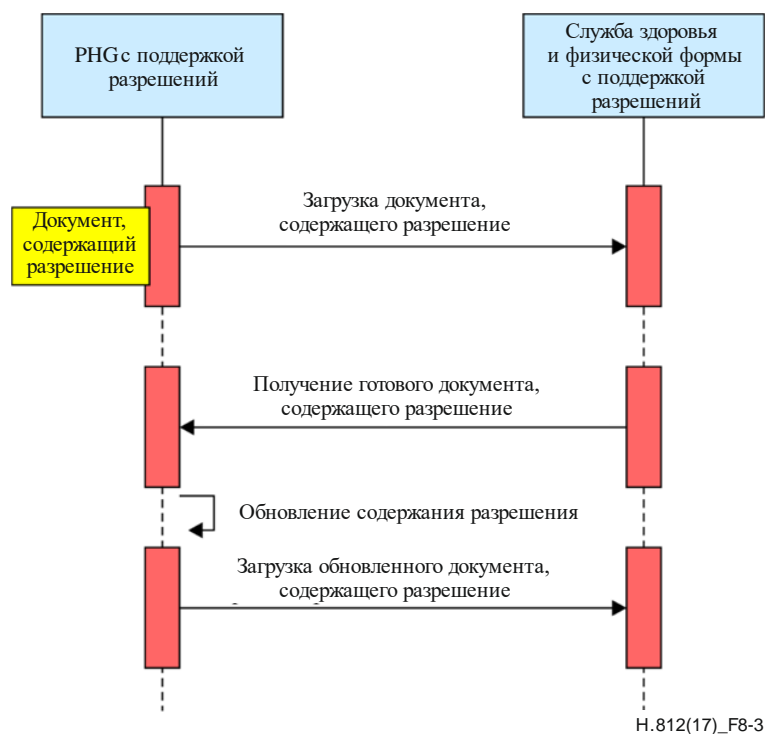 PHG с поддержкой
разрешений
Служба здоровья
и физической формы
с поддержкой
разрешений
Документ,
содержащий
разрешение
Загрузка документа,
содержащего разрешение
Получение готового документа,
содержащего разрешение
Обновление содержания разрешения
Загрузка обновленного документа,
содержащего разрешение
H.812(17)_F8-3